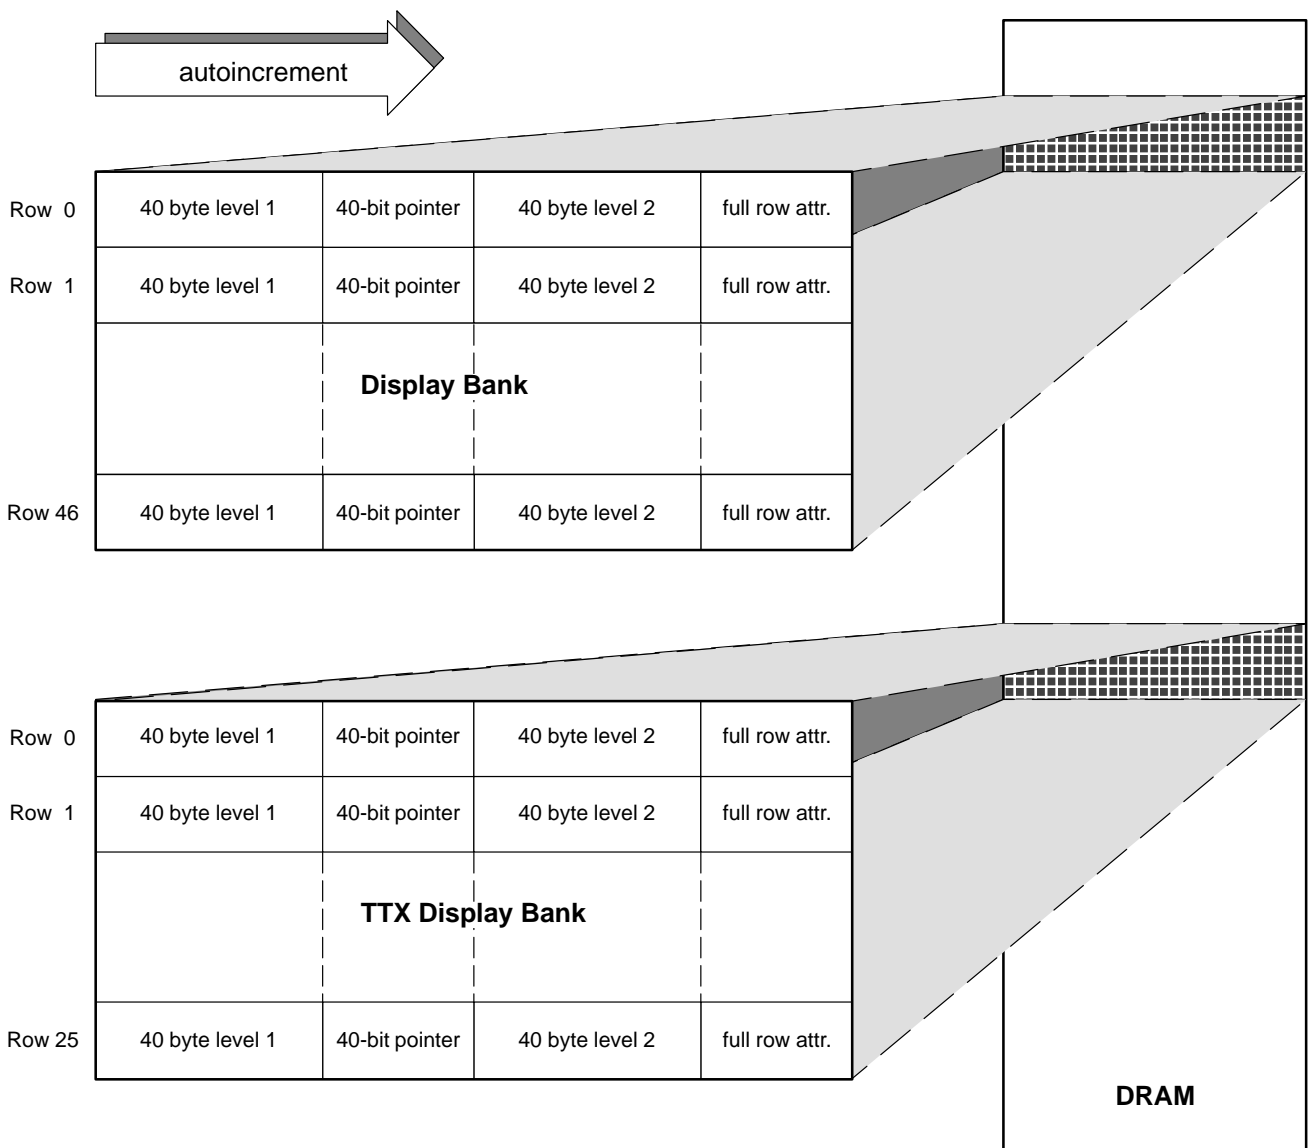 autoincrement
Row 0 40 byte level 1 40-bit pointer 40 byte level 2 full row attr.
Row 1 40 byte level 1 40-bit pointer 40 byte level 2 full row attr.
Display Bank
Row 46 40 byte level 1 40-bit pointer 40 byte level 2 full row attr.
Row 0 40 byte level 1 40-bit pointer 40 byte level 2 full row attr.
Row 1 40 byte level 1 40-bit pointer 40 byte level 2 full row attr.
TTX Display Bank
Row 25 40 byte level 1 40-bit pointer 40 byte level 2 full row attr.
DRAM